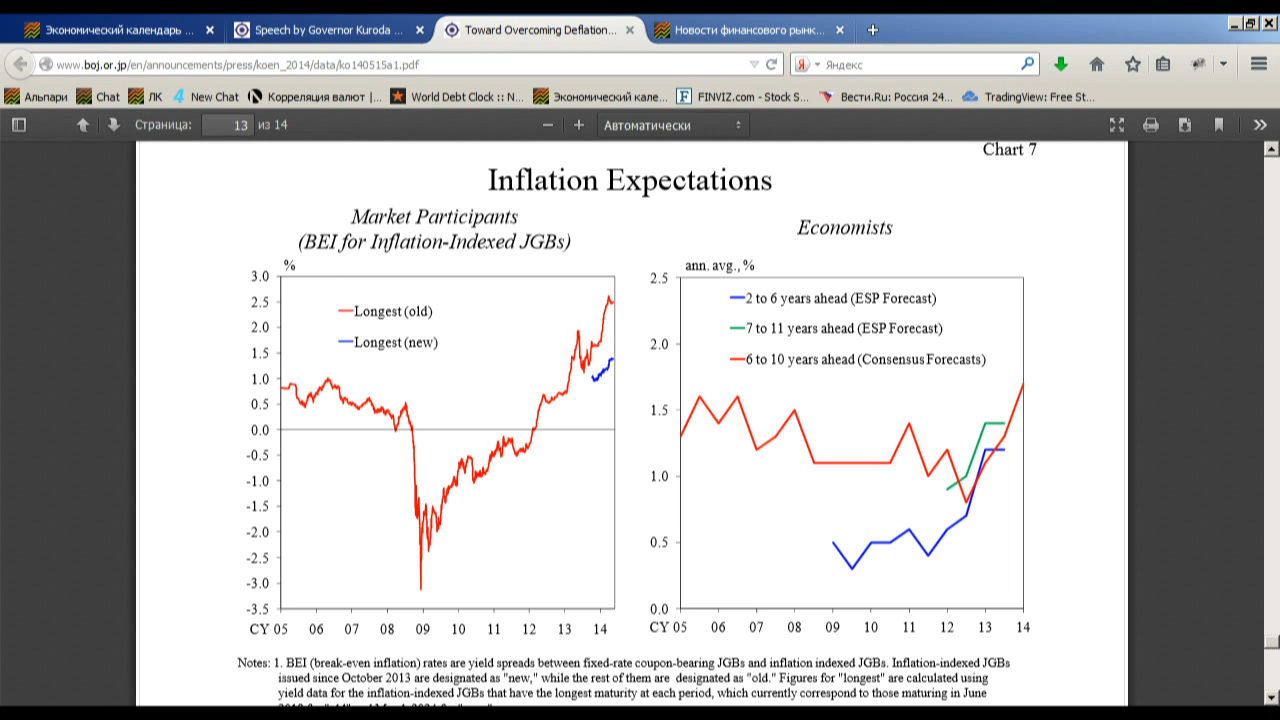 Экономический календарь ...
Speech by Governor Kuroda ...
Toward Overcoming Deflation...
Новости финансового рынк...
www.boj.or.jp/en/announcements/press/koen_2014/data/ko140515a1.pdf
Яндекс
Альпари
Chat
ЛК
New Chat
Корреляция валют |...
World Debt Clock :: N...
Экономический кале...
FINVIZ.com - Stock S...
Вести.Ru: Россия 24...
TradingView: Free St...
Страница:
13
из 14
Автоматически
Chart 7
Inflation Expectations
Market Participants
(BEI for Inflation-Indexed JGBs)
%
3.0
2.5
2.0
1.5
1.0
0.5
0.0
-0.5
-1.0
-1.5
-2.0
-2.5
-3.0
-3.5
Longest (old)
Longest (new)
CY 05 06 07 08 09 10 11 12 13 14
Economists
ann. avg., %
2.5
2.0
1.5
1.0
0.5
0.0
2 to 6 years ahead (ESP Forecast)
7 to 11 years ahead (ESP Forecast)
6 to 10 years ahead (Consensus Forecasts)
CY 05 06 07 08 09 10 11 12 13 14
Notes: 1. BEI (break-even inflation) rates are yield spreads between fixed-rate coupon-bearing JGBs and inflation indexed JGBs. Inflation-indexed JGBs
issued since October 2013 are designated as "new," while the rest of them are designated as "old." Figures for "longest" are calculated using
yield data for the inflation-indexed JGBs that have the longest maturity at each period, which currently correspond to those maturing in June